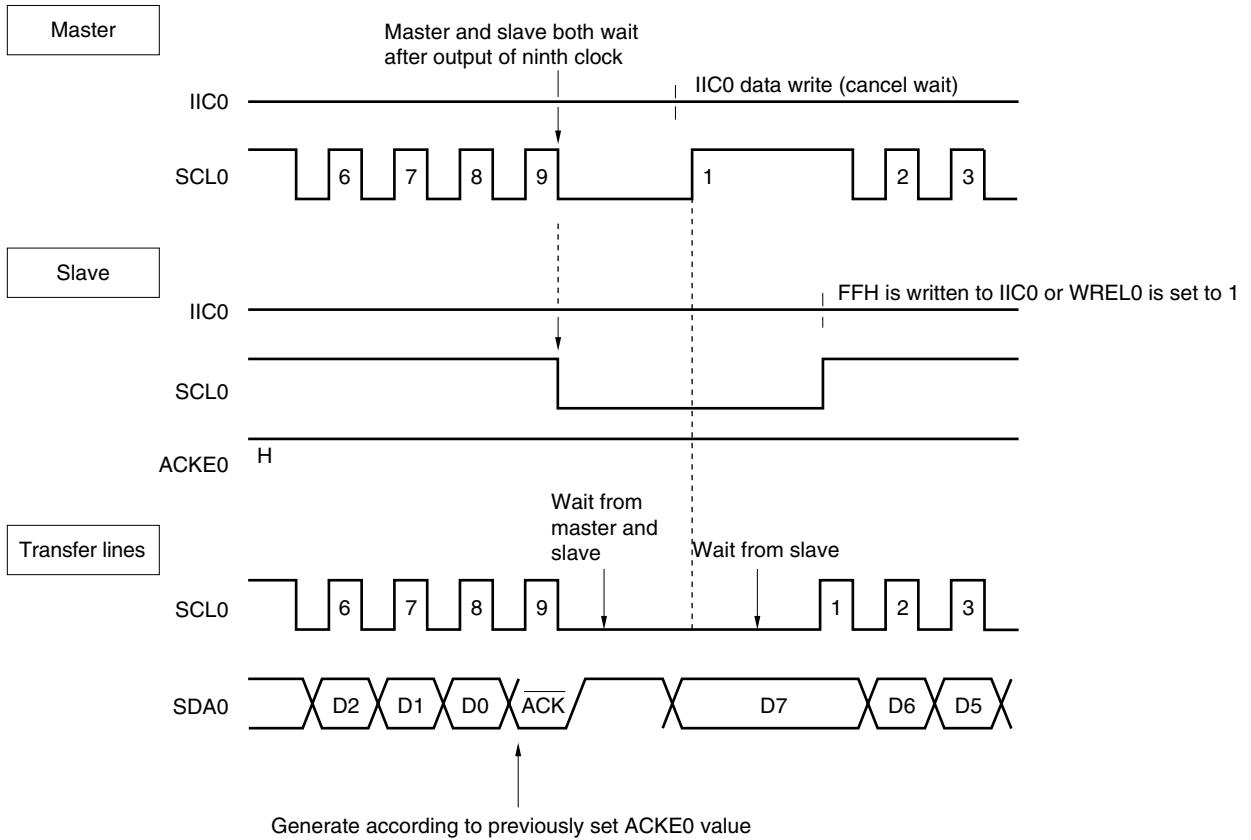 Master
Master and slave both wait
after output of ninth clock
IIC0 data write (cancel wait)
IIC0
SCL0 6 7 8 9 1 2 3
Slave
FFH is written to IIC0 or WREL0 is set to 1
IIC0
SCL0
H
ACKE0
Wait from
master and
slave
Wait from slave
Transfer lines
SCL0 6 7 8 9 1 2 3
SDA0 D2 D1 D0 ACK D7 D6 D5
Generate according to previously set ACKE0 value